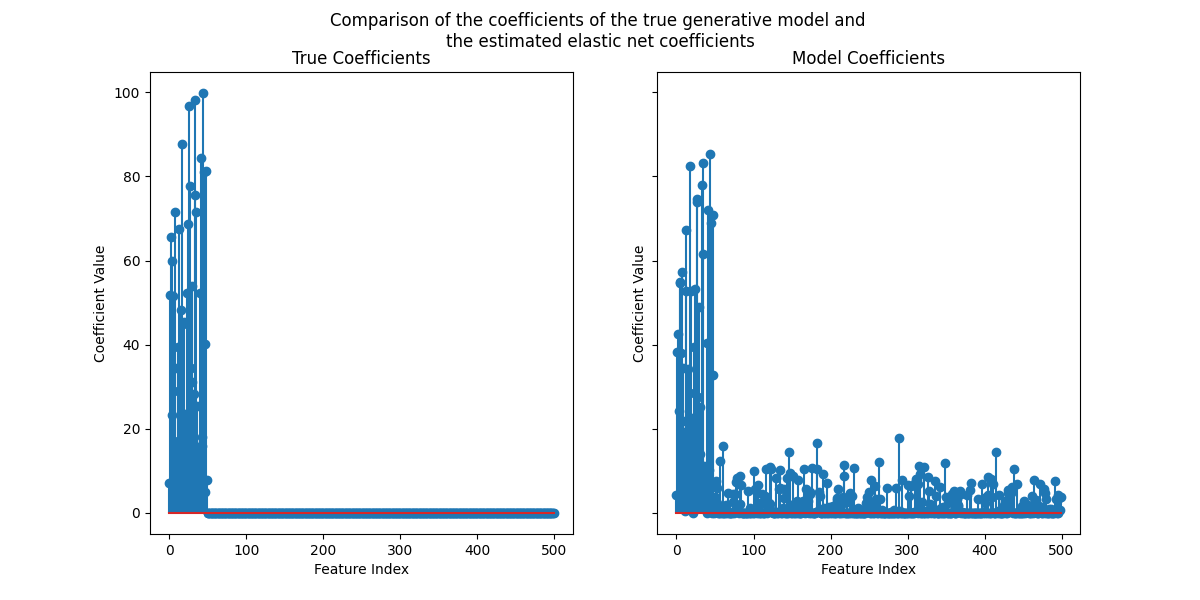 Comparison of the coefficients of the true generative model and
the estimated elastic net coefficients
True Coefficients
Model Coefficients
100
80
60
40
20
0
Coefficient Value
Coefficient Value
0 100 200 300 400 500
0 100 200 300 400 500
Feature Index
Feature Index